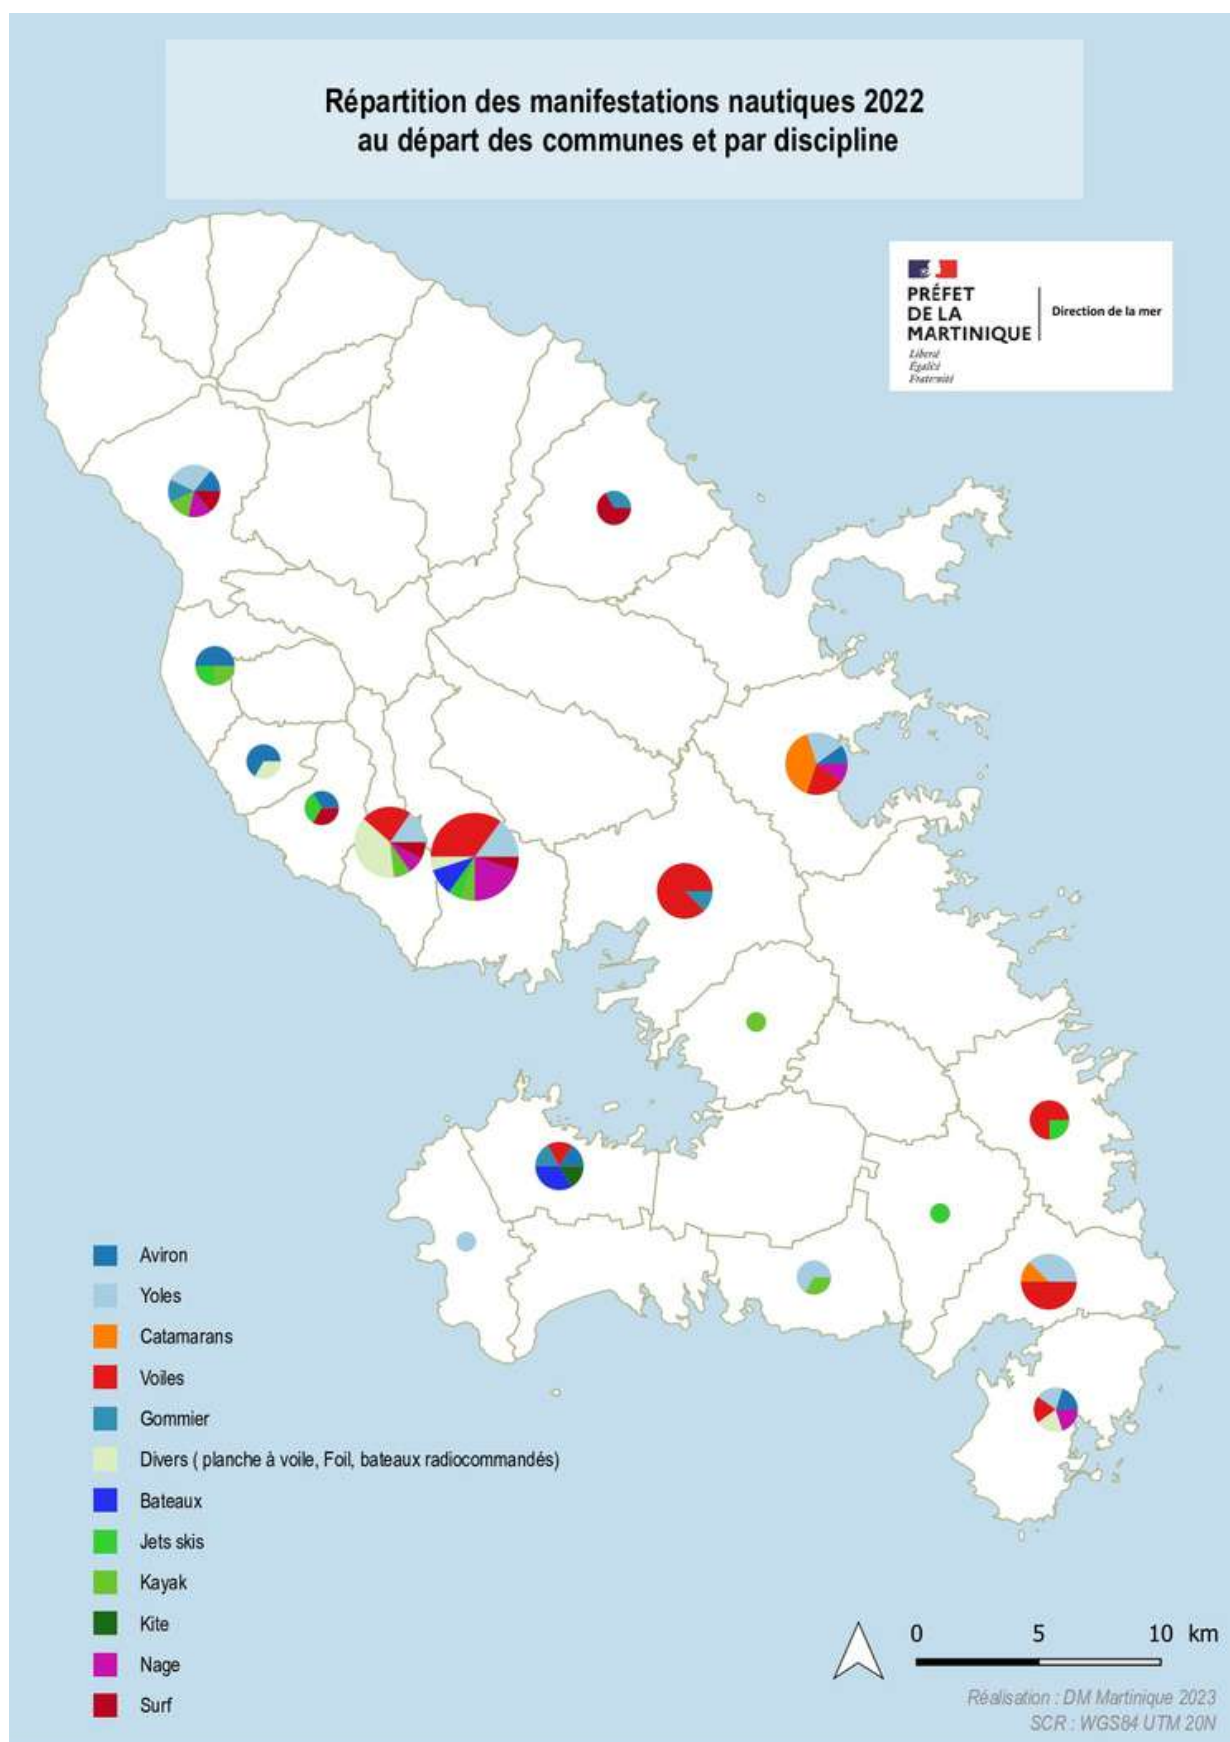 Répartition des manifestations nautiques 2022
au départ des communes et par discipline
PRÉFET
DE LA
MARTINIQUE
Liberté
Égalité
Fraternité
Direction de la mer
Aviron
Yoles
Catamarans
Voiles
Gommier
Divers ( planche à voile, Foil, bateaux radiocommandés)
Bateaux
Jets skis
Kayak
Kite
Nage
Surf
0 5 10 km
Réalisation : DM Martinique 2023
SCR : WGS84 UTM 20N